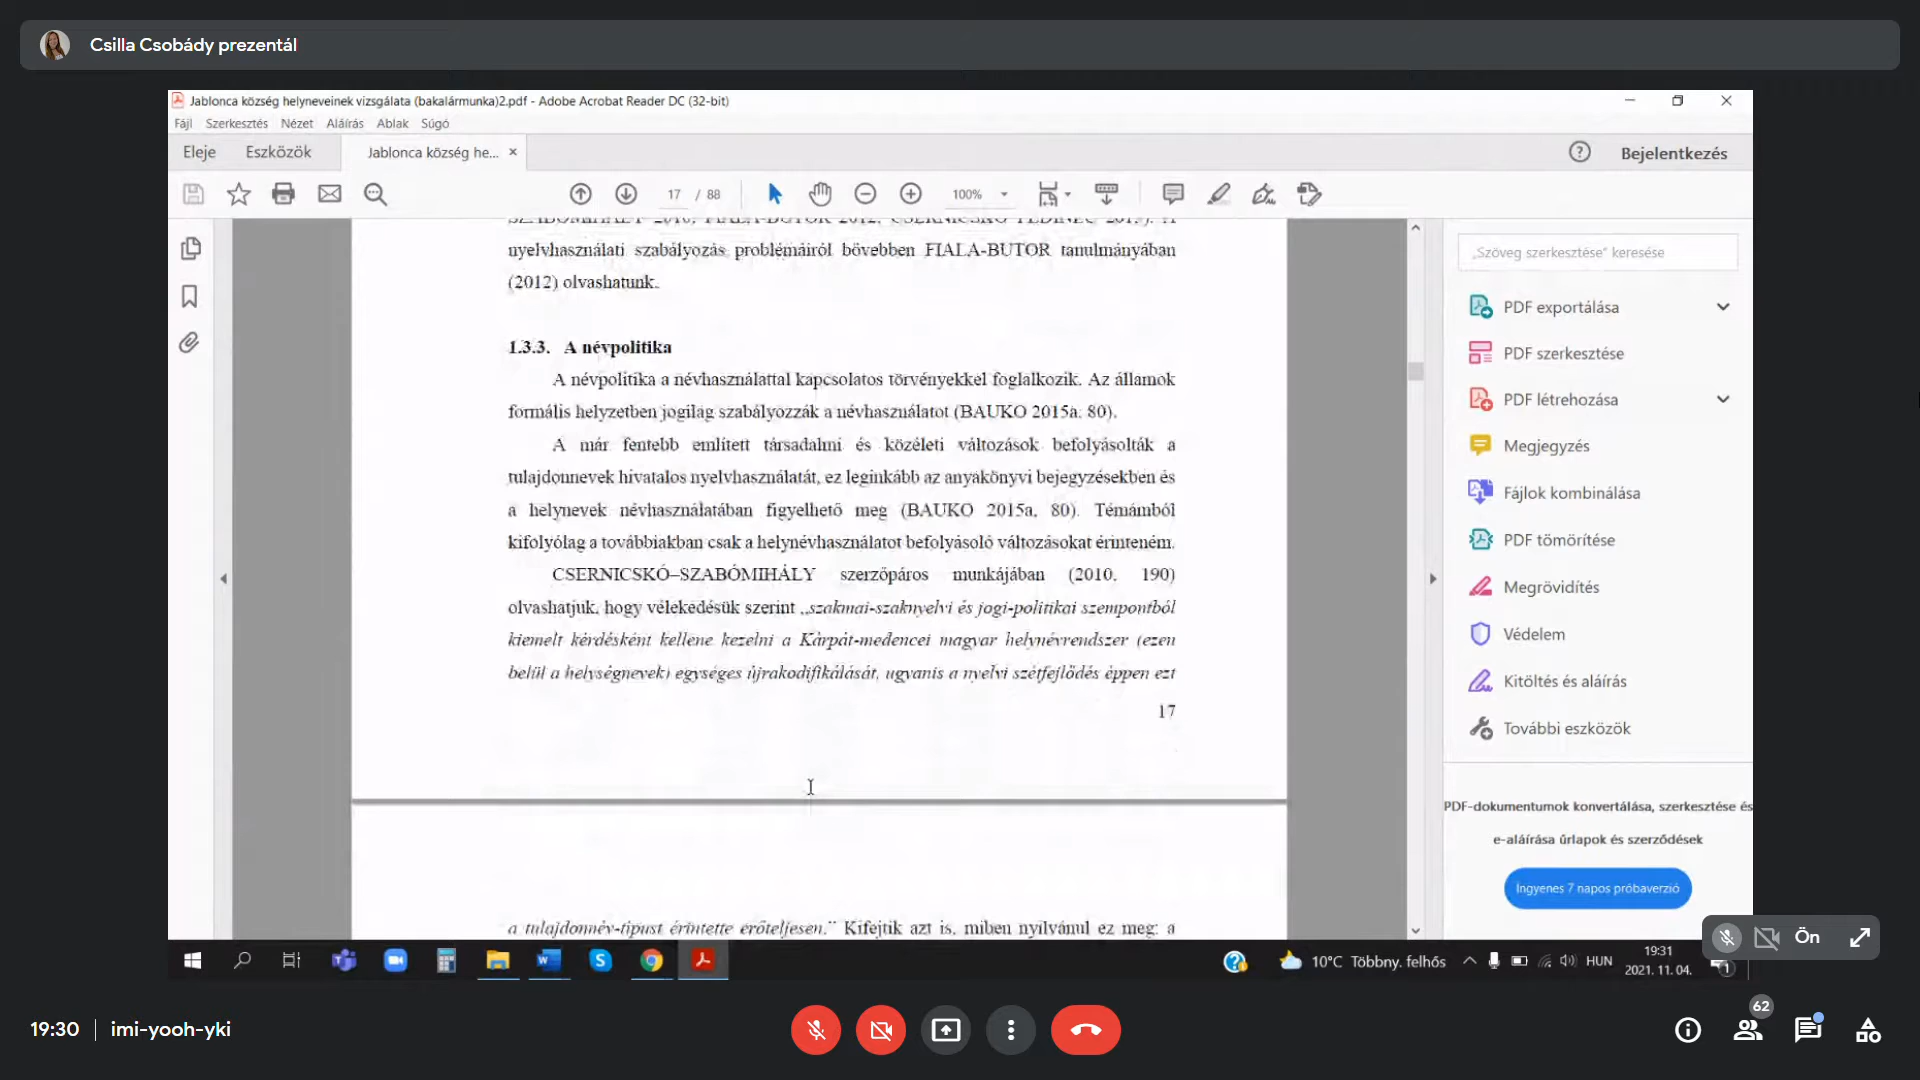 Csilla Csobády prezentál
Jablonca község helyneveinek vizsgálata (bakalármunka)2.pdf - Adobe Acrobat Reader DC (32-bit)
Fájl Szerkesztés Nézet Aláírás Ablak Súgó
Eleje Eszközök Jablonca község he... × Bejelentkezés
17 / 88 100%
nyelvhasználati szabályozás problémáiról bővebben FIALA-BUTOR tanulmányában
(2012) olvashatunk.
1.3.3. A névpolitika
A névpolitika a névhasználattal kapcsolatos törvényekkel foglalkozik. Az államok
formális helyzetben jogilag szabályozzák a névhasználatot (BAUKO 2015a, 80).
A már fentebb említett társadalmi és közéleti változások befolyásolták a
tulajdonnevek hivatalos nyelvhasználatát, ez leginkább az anyakönyvi bejegyzésekben és
a helynevek névhasználatában figyelhető meg (BAUKO 2015a, 80). Témámból
kifolyólag a továbbiakban csak a helynévhasználatot befolyásoló változásokat érinteném.
CSERNICSKÓ–SZABÓMIHÁLY szerzőpáros munkájában (2010, 190)
olvashatjuk, hogy vélekedésük szerint „szakmai-szaknyelvi és jogi-politikai szempontból
kiemelt kérdésként kellene kezelni a Kárpát-medencei magyar helynévrendszer (ezen
belül a helységnevek) egységes újrakodifikálását, ugyanis a nyelvi szétfejlődés éppen ezt
17
a tulajdonnév-típust érintette erőteljesen.” Kifejtik azt is, miben nyilvánul ez meg: a
„Szöveg szerkesztése” keresése
PDF exportálása
PDF szerkesztése
PDF létrehozása
Megjegyzés
Fájlok kombinálása
PDF tömörítése
Megrövidítés
Védelem
Kitöltés és aláírás
További eszközök
PDF-dokumentumok konvertálása, szerkesztése és
e-aláírása űrlapok és szerződések
Ingyenes 7 napos próbaverzió
Ön
10°C Többny. felhős HUN
19:31
2021. 11. 04.
1
19:30 | imi-yooh-yki
62